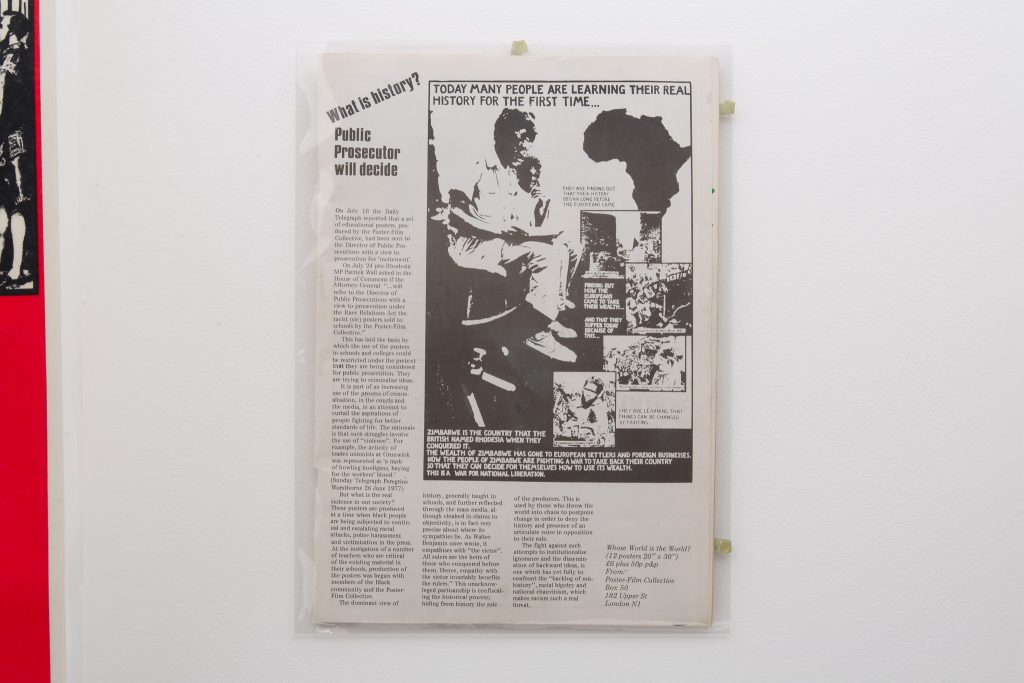 What is history?
Public
Prosecutor
will decide
On July 16 the Daily
Telegraph reported that a set
of educational posters, pro-
duced by the Poster-Film
Collective, had been sent to
the Director of Public Pro-
secutions with a view to
prosecution for 'incitement'.
On July 24 pro-Rhodesia
MP Patrick Wall asked in the
House of Commons if the
Attorney-General "...will
refer to the Director of
Public Prosecutions with a
view to prosecution under
the Race Relations Act the
racist (sic) posters sold to
schools by the Poster-Film
Collective."
This has laid the basis by
which the use of the posters
in schools and colleges could
be restricted under the pretext
that they are being considered
for public prosecution. They
are trying to criminalise ideas.
It is part of an increasing
use of the process of crimin-
alisation, in the courts and
the media, in an attempt to
curtail the aspirations of
people fighting for better
standards of life. The rationale
is that such struggles involve
the use of "violence". For
example, the activity of
trades unionists at Grunwick
was represented as 'a mob
of howling hooligans, baying
for the workers' blood.'
(Sunday Telegraph Peregrine
Worsthorne 26 June 1977)
But what is the real
violence in our society?
These posters are produced
at a time when black people
are being subjected to contin-
ual and escalating racial
attacks, police harassment
and victimisation in the press.
At the instigation of a number
of teachers who are critical
of the existing material in
their schools, production of
the posters was begun with
members of the Black
community and the Poster-
Film Collective.
The dominant view of
TODAY MANY PEOPLE ARE LEARNING THEIR REAL
HISTORY FOR THE FIRST TIME...
THEY ARE FINDING OUT
THAT THEIR HISTORY
BEGAN LONG BEFORE
THE EUROPEANS CAME
FINDING OUT
HOW THE
EUROPEANS
CAME TO TAKE
THEIR WEALTH...
AND THAT THEY
SUFFER TODAY
BECAUSE OF
THIS...
THEY ARE LEARNING THAT
THINGS CAN BE CHANGED
BY FIGHTING
ZIMBABWE IS THE COUNTRY THAT THE
BRITISH NAMED RHODESIA WHEN THEY
CONQUERED IT.
THE WEALTH OF ZIMBABWE HAS GONE TO EUROPEAN SETTLERS AND FOREIGN BUSINESSES.
NOW THE PEOPLE OF ZIMBABWE ARE FIGHTING A WAR TO TAKE BACK THEIR COUNTRY
SO THAT THEY CAN DECIDE FOR THEMSELVES HOW TO USE ITS WEALTH.
THIS IS A WAR FOR NATIONAL LIBERATION.
history, generally taught in
schools, and further reflected
through the mass media, al-
though cloaked in claims to
objectivity, is in fact very
precise about where its
sympathies lie. As Walter
Benjamin once wrote, it
empathises with "the victor".
All rulers are the heirs of
those who conquered before
them. Hence, empathy with
the victor invariably benefits
the rulers." This unacknow-
ledged partisanship is confiscat-
ing the historical process;
hiding from history the role
of the producers. This is
used by those who throw the
world into chaos to postpone
change in order to deny the
history and presence of an
articulate voice in opposition
to their rule.
The fight against such
attempts to institutionalise
ignorance and the dissemin-
ation of backward ideas, is
one which has yet fully to
confront the "backlog of mis-
history", racial bigotry and
national chauvinism, which
makes racism such a real
threat.
Whose World is the World?
(12 posters 20" x 30")
£6 plus 50p p&p
From:
Poster-Film Collective
Box 50
182 Upper St
London N1